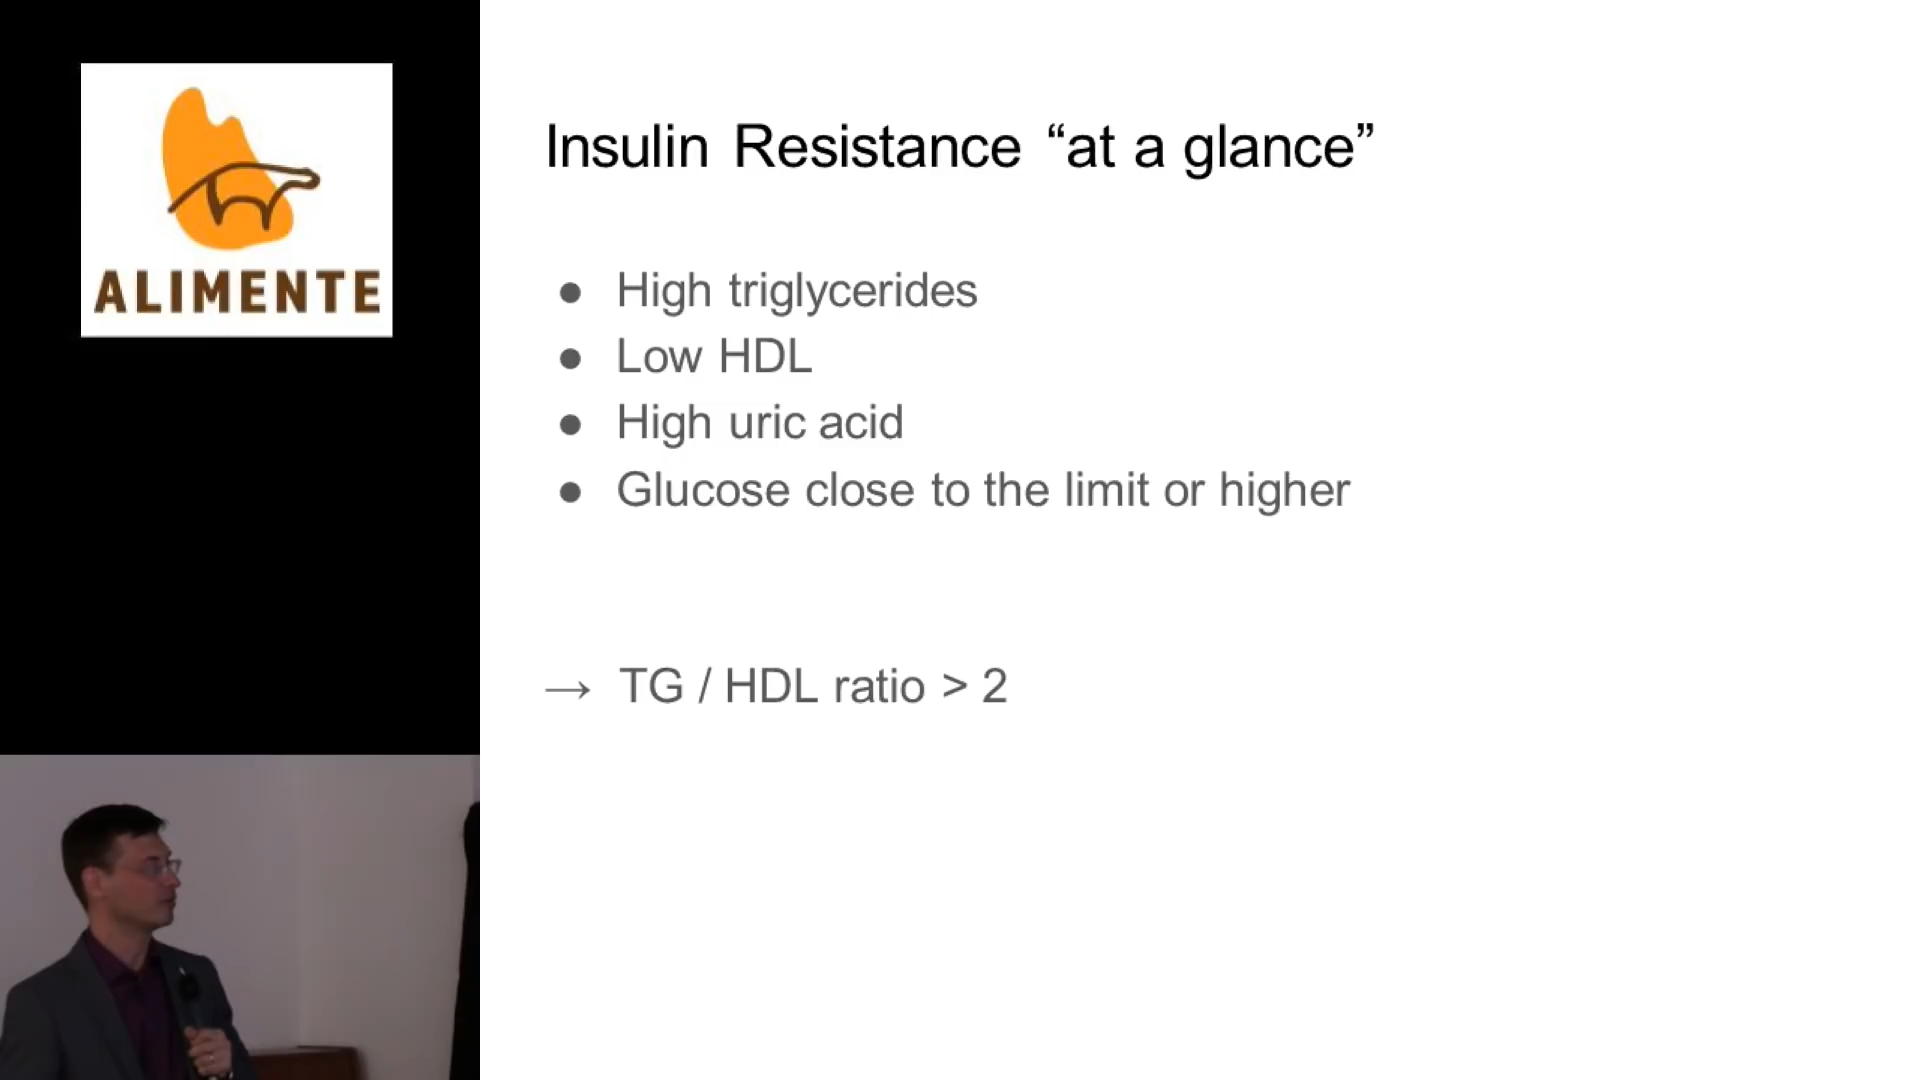 ALIMENTE
Insulin Resistance “at a glance”
● High triglycerides
● Low HDL
● High uric acid
● Glucose close to the limit or higher
→ TG / HDL ratio > 2